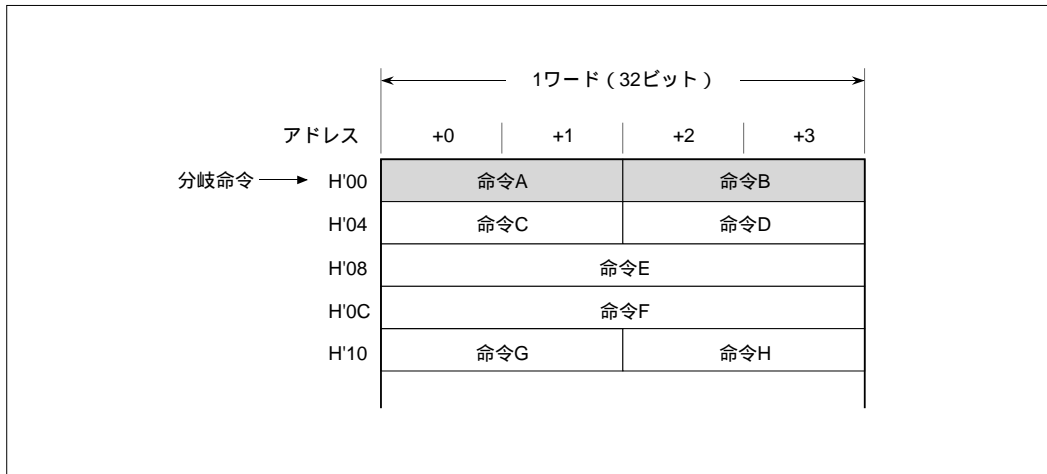 1ワード（32ビット）
アドレス +0 +1 +2 +3
分岐命令 H'00 命令A 命令B
H'04 命令C 命令D
H'08 命令E
H'0C 命令F
H'10 命令G 命令H